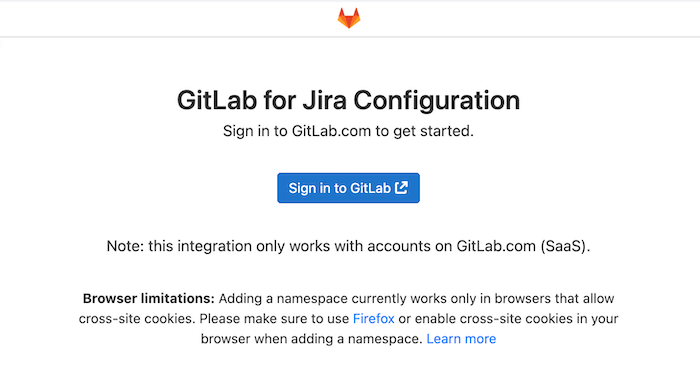 GitLab for Jira Configuration
Sign in to GitLab.com to get started.
Sign in to GitLab
Note: this integration only works with accounts on GitLab.com (SaaS).
Browser limitations: Adding a namespace currently works only in browsers that allow
cross-site cookies. Please make sure to use Firefox or enable cross-site cookies in your
browser when adding a namespace. Learn more